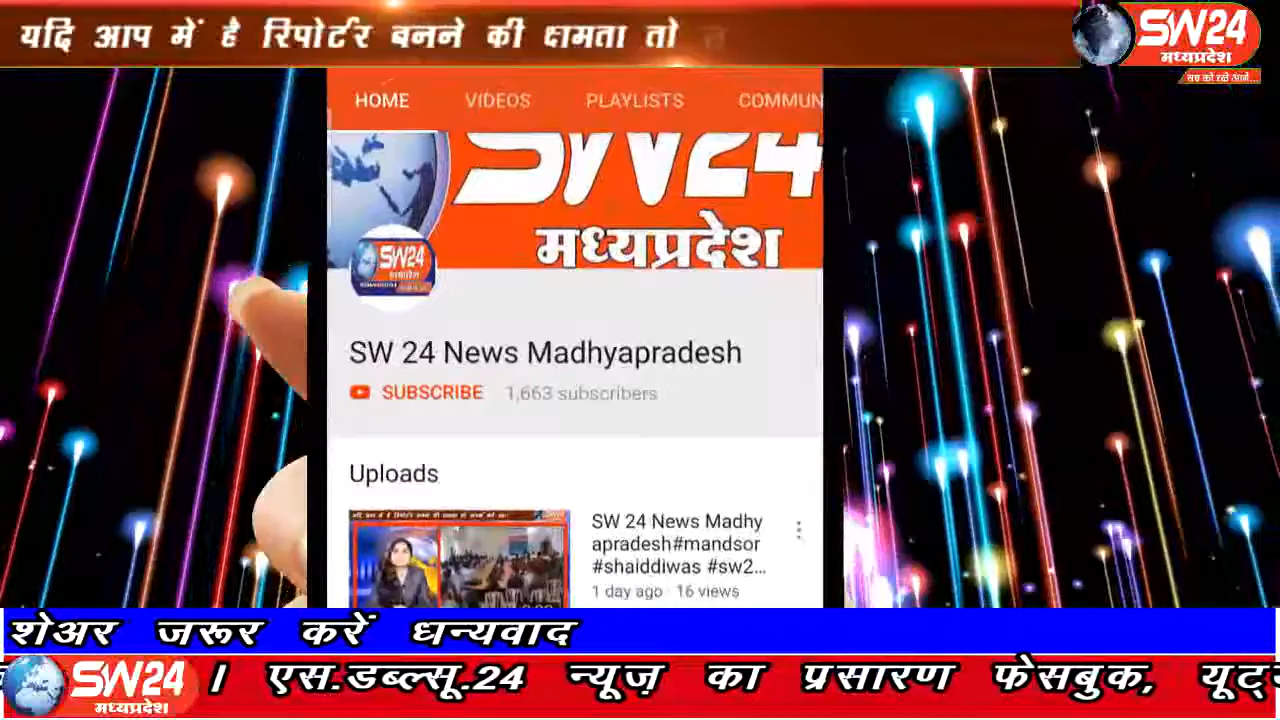 यदि आप में है रिपोर्टर बनने की क्षमता तो
SW24
मध्यप्रदेश
HOME VIDEOS PLAYLISTS COMMUN
SW24
मध्यप्रदेश
SW24
SW 24 News Madhyapradesh
SUBSCRIBE 1,663 subscribers
Uploads
SW 24 News Madhy
apradesh#mandsor
#shaiddiwas #sw2...
1 day ago · 16 views
शेअर जरूर करें धन्यवाद
SW24
मध्यप्रदेश
। एस.डब्ल्सू.24 न्यूज़ का प्रसारण फेसबुक,